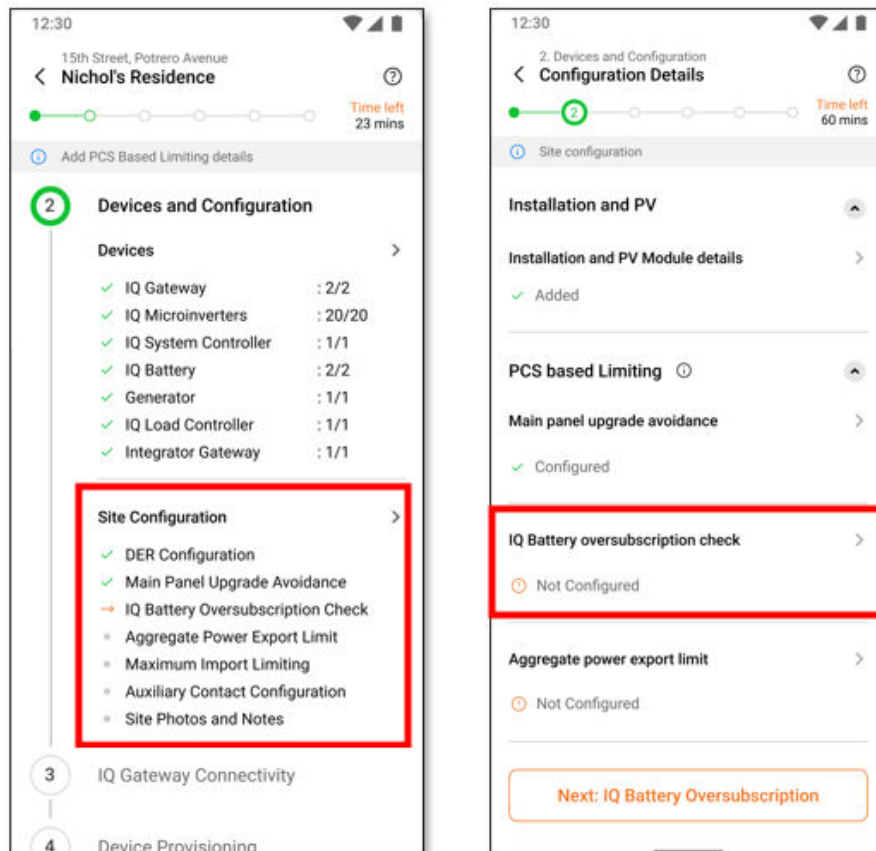 12:30
15th Street, Potrero Avenue
Nichol's Residence
Time left
23 mins
Add PCS Based Limiting details
2 Devices and Configuration
Devices
IQ Gateway : 2/2
IQ Microinverters : 20/20
IQ System Controller : 1/1
IQ Battery : 2/2
Generator : 1/1
IQ Load Controller : 1/1
Integrator Gateway : 1/1
Site Configuration
DER Configuration
Main Panel Upgrade Avoidance
IQ Battery Oversubscription Check
Aggregate Power Export Limit
Maximum Import Limiting
Auxiliary Contact Configuration
Site Photos and Notes
3 IQ Gateway Connectivity
4 Device Provisioning
12:30
2. Devices and Configuration
Configuration Details
2
Time left
60 mins
Site configuration
Installation and PV
Installation and PV Module details
Added
PCS based Limiting
Main panel upgrade avoidance
Configured
IQ Battery oversubscription check
Not Configured
Aggregate power export limit
Not Configured
Next: IQ Battery Oversubscription